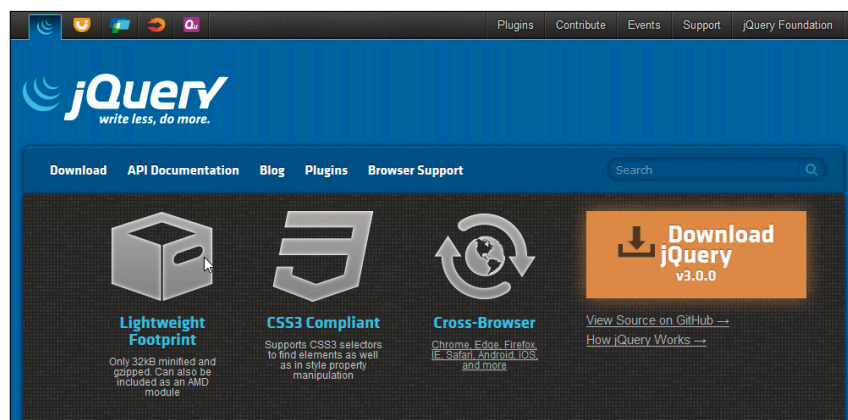 Qu
Plugins Contribute Events Support jQuery Foundation
jQuery
write less, do more.
Download API Documentation Blog Plugins Browser Support Search
Download
jQuery
v3.0.0
Lightweight
Footprint
Only 32kB minified and
gzipped. Can also be
included as an AMD
module
CSS3 Compliant
Supports CSS3 selectors
to find elements as well
as in style property
manipulation
Cross-Browser
Chrome, Edge, Firefox,
IE, Safari, Android, iOS,
and more
View Source on GitHub →
How jQuery Works →